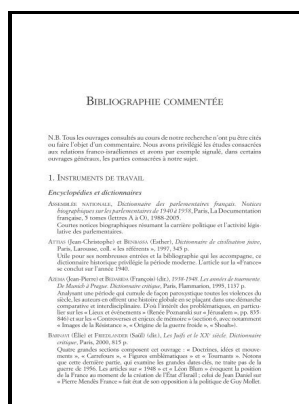 BIBLIOGRAPHIE COMMENTÉE
N.B. Tous les ouvrages consultés au cours de notre recherche n'ont pu être cités
ou faire l'objet d'un commentaire. Nous avons privilégié les études consacrées
aux relations franco-israéliennes et avons par exemple signalé, dans certains
ouvrages généraux, les parties consacrées à notre sujet.
1. INSTRUMENTS DE TRAVAIL
Encyclopédies et dictionnaires
ASSEMBLÉE NATIONALE, Dictionnaire des parlementaires français. Notices
biographiques sur les parlementaires de 1940 à 1958, Paris, La Documentation
française, 5 tomes (lettres A à O), 1988-2005.
Courtes notices biographiques résumant la carrière politique et l'activité légis-
lative des parlementaires.
ATTIAS (Jean-Christophe) et BENBASSA (Esther), Dictionnaire de civilisation juive,
Paris, Larousse, coll. « les référents », 1997, 345 p.
Utile pour ses nombreuses entrées et la bibliographie qui les accompagne, ce
dictionnaire historique privilégie la période moderne. L'article sur la «France»
se conclut sur l'année 1940.
AZÉMA (Jean-Pierre) et BÉDARIDA (François) (dir.), 1938-1948. Les années de tourmente.
De Munich à Prague. Dictionnaire critique, Paris, Flammarion, 1995, 1137 p.
Analysant une période qui cumule de façon paroxystique toutes les violences du
siècle, les auteurs en offrent une histoire globale en se plaçant dans une démarche
comparative et interdisciplinaire. D'où l'intérêt des problématiques, en particu-
lier sur les « Lieux et événements » (Renée Poznanski sur « Jérusalem », pp. 835-
846) et sur les « Controverses et enjeux de mémoire » (section 6, avec notamment
« Images de la Résistance », « Origine de la guerre froide », « Shoah»).
BARNAVI (Élie) et FRIEDLANDER (Saül) (dir.), Les Juifs et le XXe siècle. Dictionnaire
critique, Paris, 2000, 815 p.
Quatre grandes sections composent cet ouvrage : « Doctrines, idées et mouve-
ments », « Carrefours », « Figures emblématiques » et « Tournants ». Notons
que cette dernière partie, qui examine les grandes dates-clés, ne traite pas de la
guerre de 1956. Les articles sur « 1948 » et « Léon Blum » évoquent la position
de la France au moment de la création de l'État d'Israël ; celui de Jean Daniel sur
« Pierre Mendès France » fait état de son opposition à la politique de Guy Mollet.